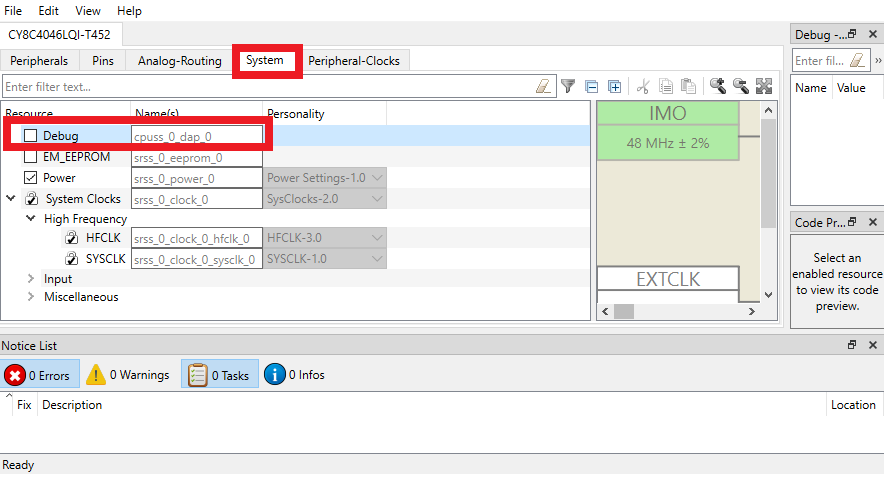 File Edit View Help
CY8C4046LQI-T452
Peripherals Pins Analog-Routing System Peripheral-Clocks
Enter filter text...
Resource Name(s) Personality
Debug cpuss_0_dap_0
EM_EEPROM srss_0_eeprom_0
Power srss_0_power_0 Power Settings-1.0
System Clocks srss_0_clock_0 SysClocks-2.0
High Frequency
HFCLK srss_0_clock_0_hfclk_0 HFCLK-3.0
SYSCLK srss_0_clock_0_sysclk_0 SYSCLK-1.0
Input
Miscellaneous
IMO
48 MHz ± 2%
EXTCLK
Debug -...
Enter fil... »
Name Value
Code Pr...
Select an
enabled resource
to view its code
preview.
Notice List
0 Errors 0 Warnings 0 Tasks 0 Infos
Fix Description Location
Ready